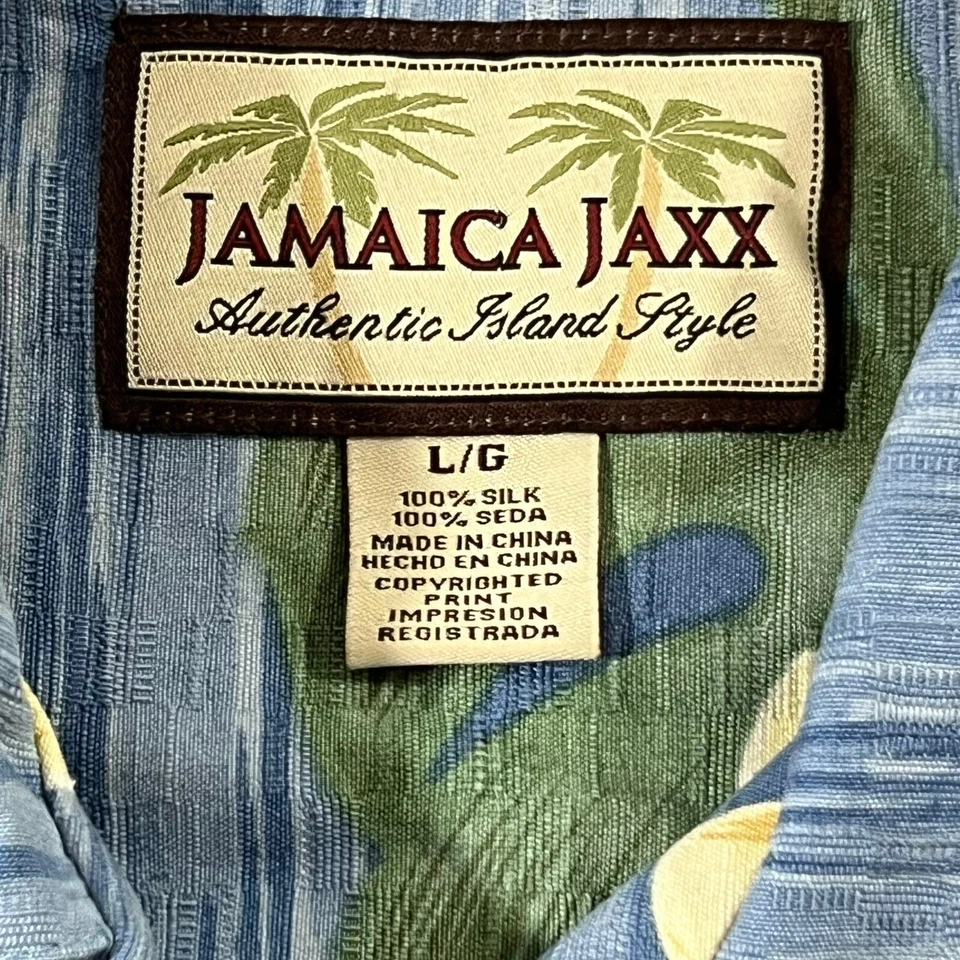 JAMAICA JAXX
Authentic Island Style
L/G
100% SILK
100% SEDA
MADE IN CHINA
HECHO EN CHINA
COPYRIGHTED
PRINT
IMPRESION
REGISTRADA